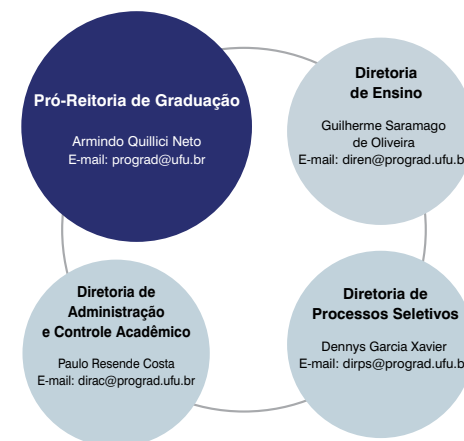 Pró-Reitoria de Graduação
Armindo Quillici Neto
E-mail: prograd@ufu.br
Diretoria
de Ensino
Guilherme Saramago
de Oliveira
E-mail: diren@prograd.ufu.b
Diretoria de
Administração
e Controle Acadêmico
Paulo Resende Costa
E-mail: dirac@prograd.ufu.br
Diretoria de
Processos Seletivos
Dennys Garcia Xavier
E-mail: dirps@prograd.ufu.b